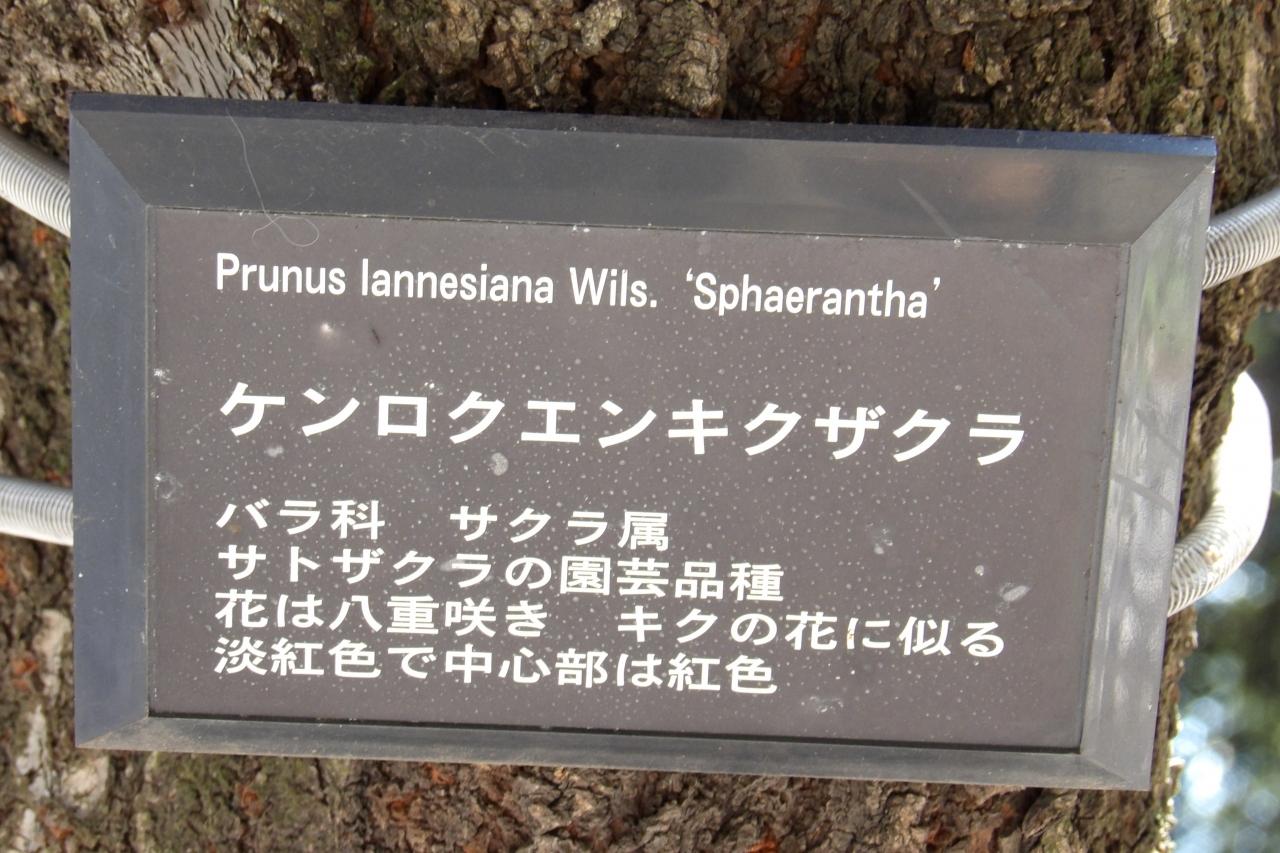 Prunus lannesiana Wils. ‘Sphaerantha’
ケンロクエンキクザクラ
バラ科　サクラ属
サトザクラの園芸品種
花は八重咲き　キクの花に似る
淡紅色で中心部は紅色